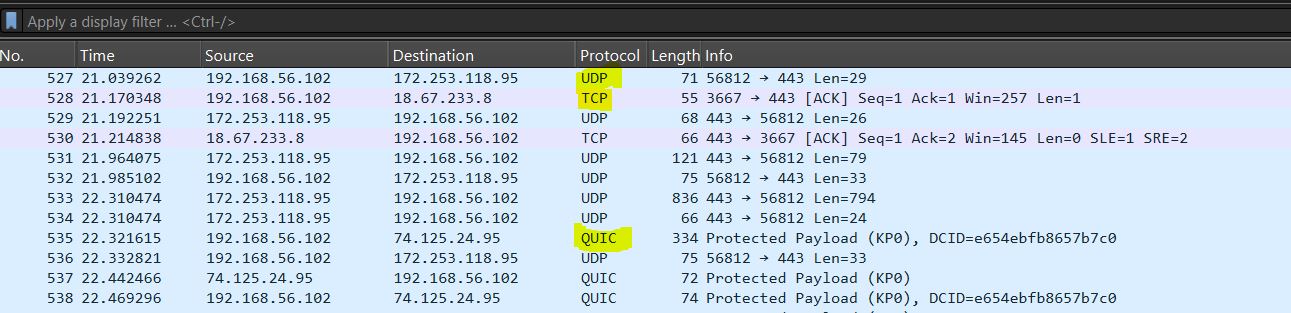 Apply a display filter ... <Ctrl-/>
No. Time Source Destination Protocol Length Info
527 21.039262 192.168.56.102 172.253.118.95 UDP 71 56812 → 443 Len=29
528 21.170348 192.168.56.102 18.67.233.8 TCP 55 3667 → 443 [ACK] Seq=1 Ack=1 Win=257 Len=1
529 21.192251 172.253.118.95 192.168.56.102 UDP 68 443 → 56812 Len=26
530 21.214838 18.67.233.8 192.168.56.102 TCP 66 443 → 3667 [ACK] Seq=1 Ack=2 Win=145 Len=0 SLE=1 SRE=2
531 21.964075 172.253.118.95 192.168.56.102 UDP 121 443 → 56812 Len=79
532 21.985102 192.168.56.102 172.253.118.95 UDP 75 56812 → 443 Len=33
533 22.310474 172.253.118.95 192.168.56.102 UDP 836 443 → 56812 Len=794
534 22.310474 172.253.118.95 192.168.56.102 UDP 66 443 → 56812 Len=24
535 22.321615 192.168.56.102 74.125.24.95 QUIC 334 Protected Payload (KP0), DCID=e654ebfb8657b7c0
536 22.332821 192.168.56.102 172.253.118.95 UDP 75 56812 → 443 Len=33
537 22.442466 74.125.24.95 192.168.56.102 QUIC 72 Protected Payload (KP0)
538 22.469296 192.168.56.102 74.125.24.95 QUIC 74 Protected Payload (KP0), DCID=e654ebfb8657b7c0